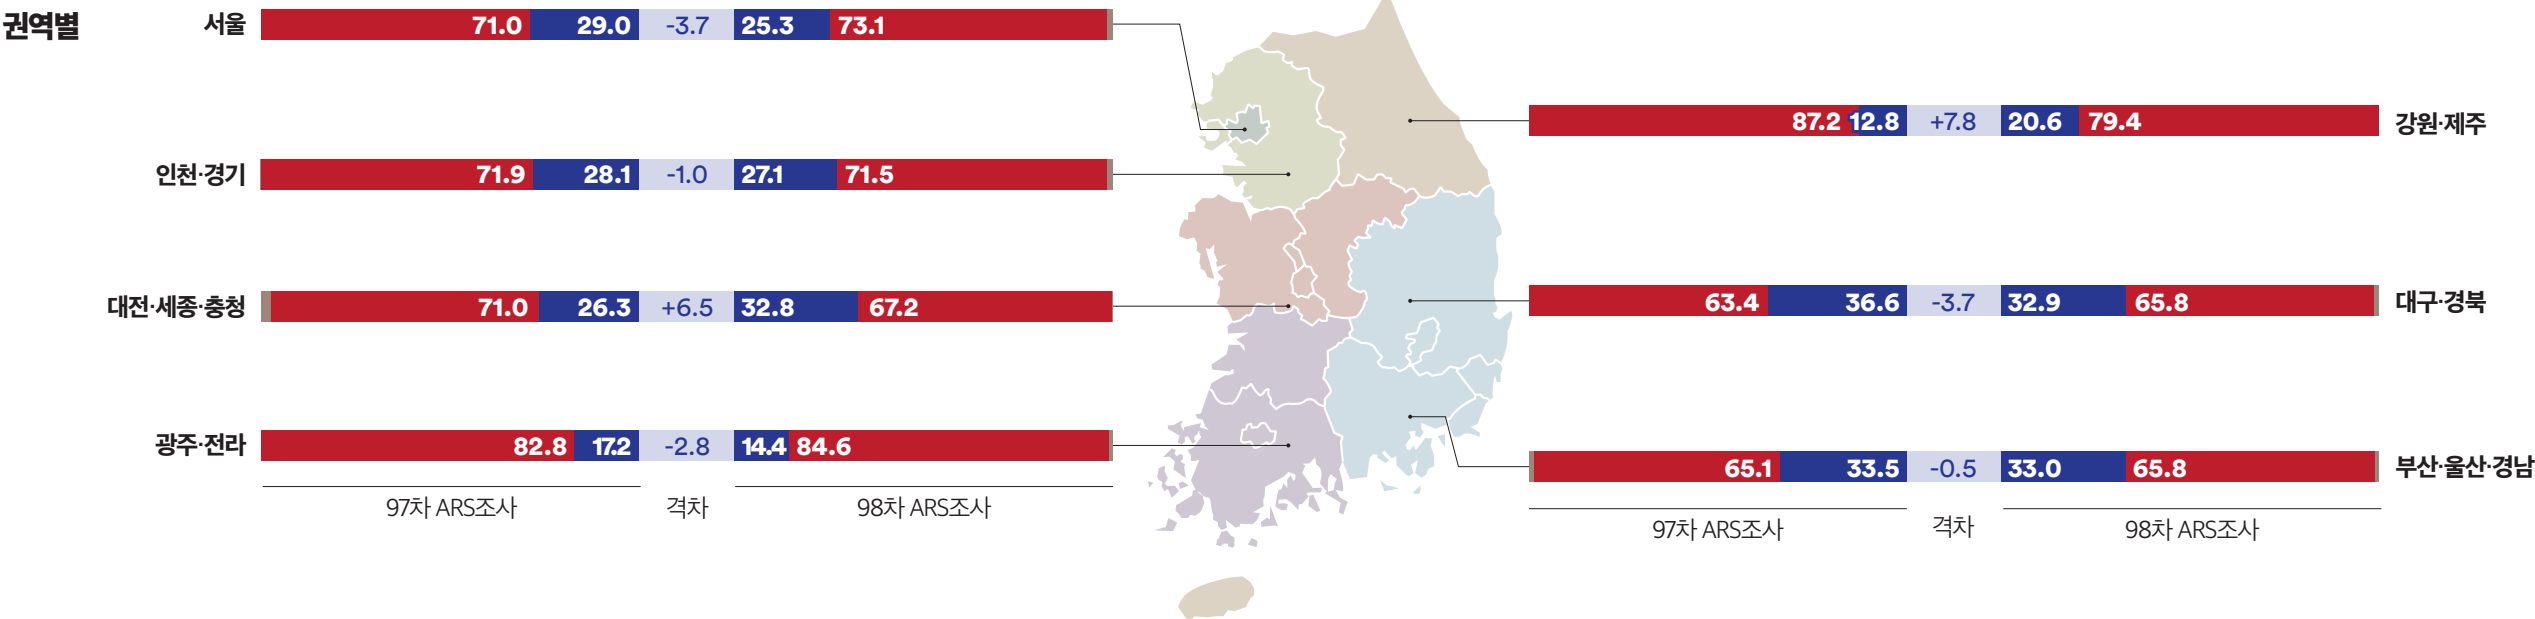 권역별
서울 71.0 29.0 -3.7 25.3 73.1
인천·경기 71.9 28.1 -1.0 27.1 71.5
대전·세종·충청 71.0 26.3 +6.5 32.8 67.2
광주·전라 82.8 17.2 -2.8 14.4 84.6
97차 ARS조사 격차 98차 ARS조사
87.2 12.8 +7.8 20.6 79.4 강원·제주
63.4 36.6 -3.7 32.9 65.8 대구·경북
65.1 33.5 -0.5 33.0 65.8 부산·울산·경남
97차 ARS조사 격차 98차 ARS조사